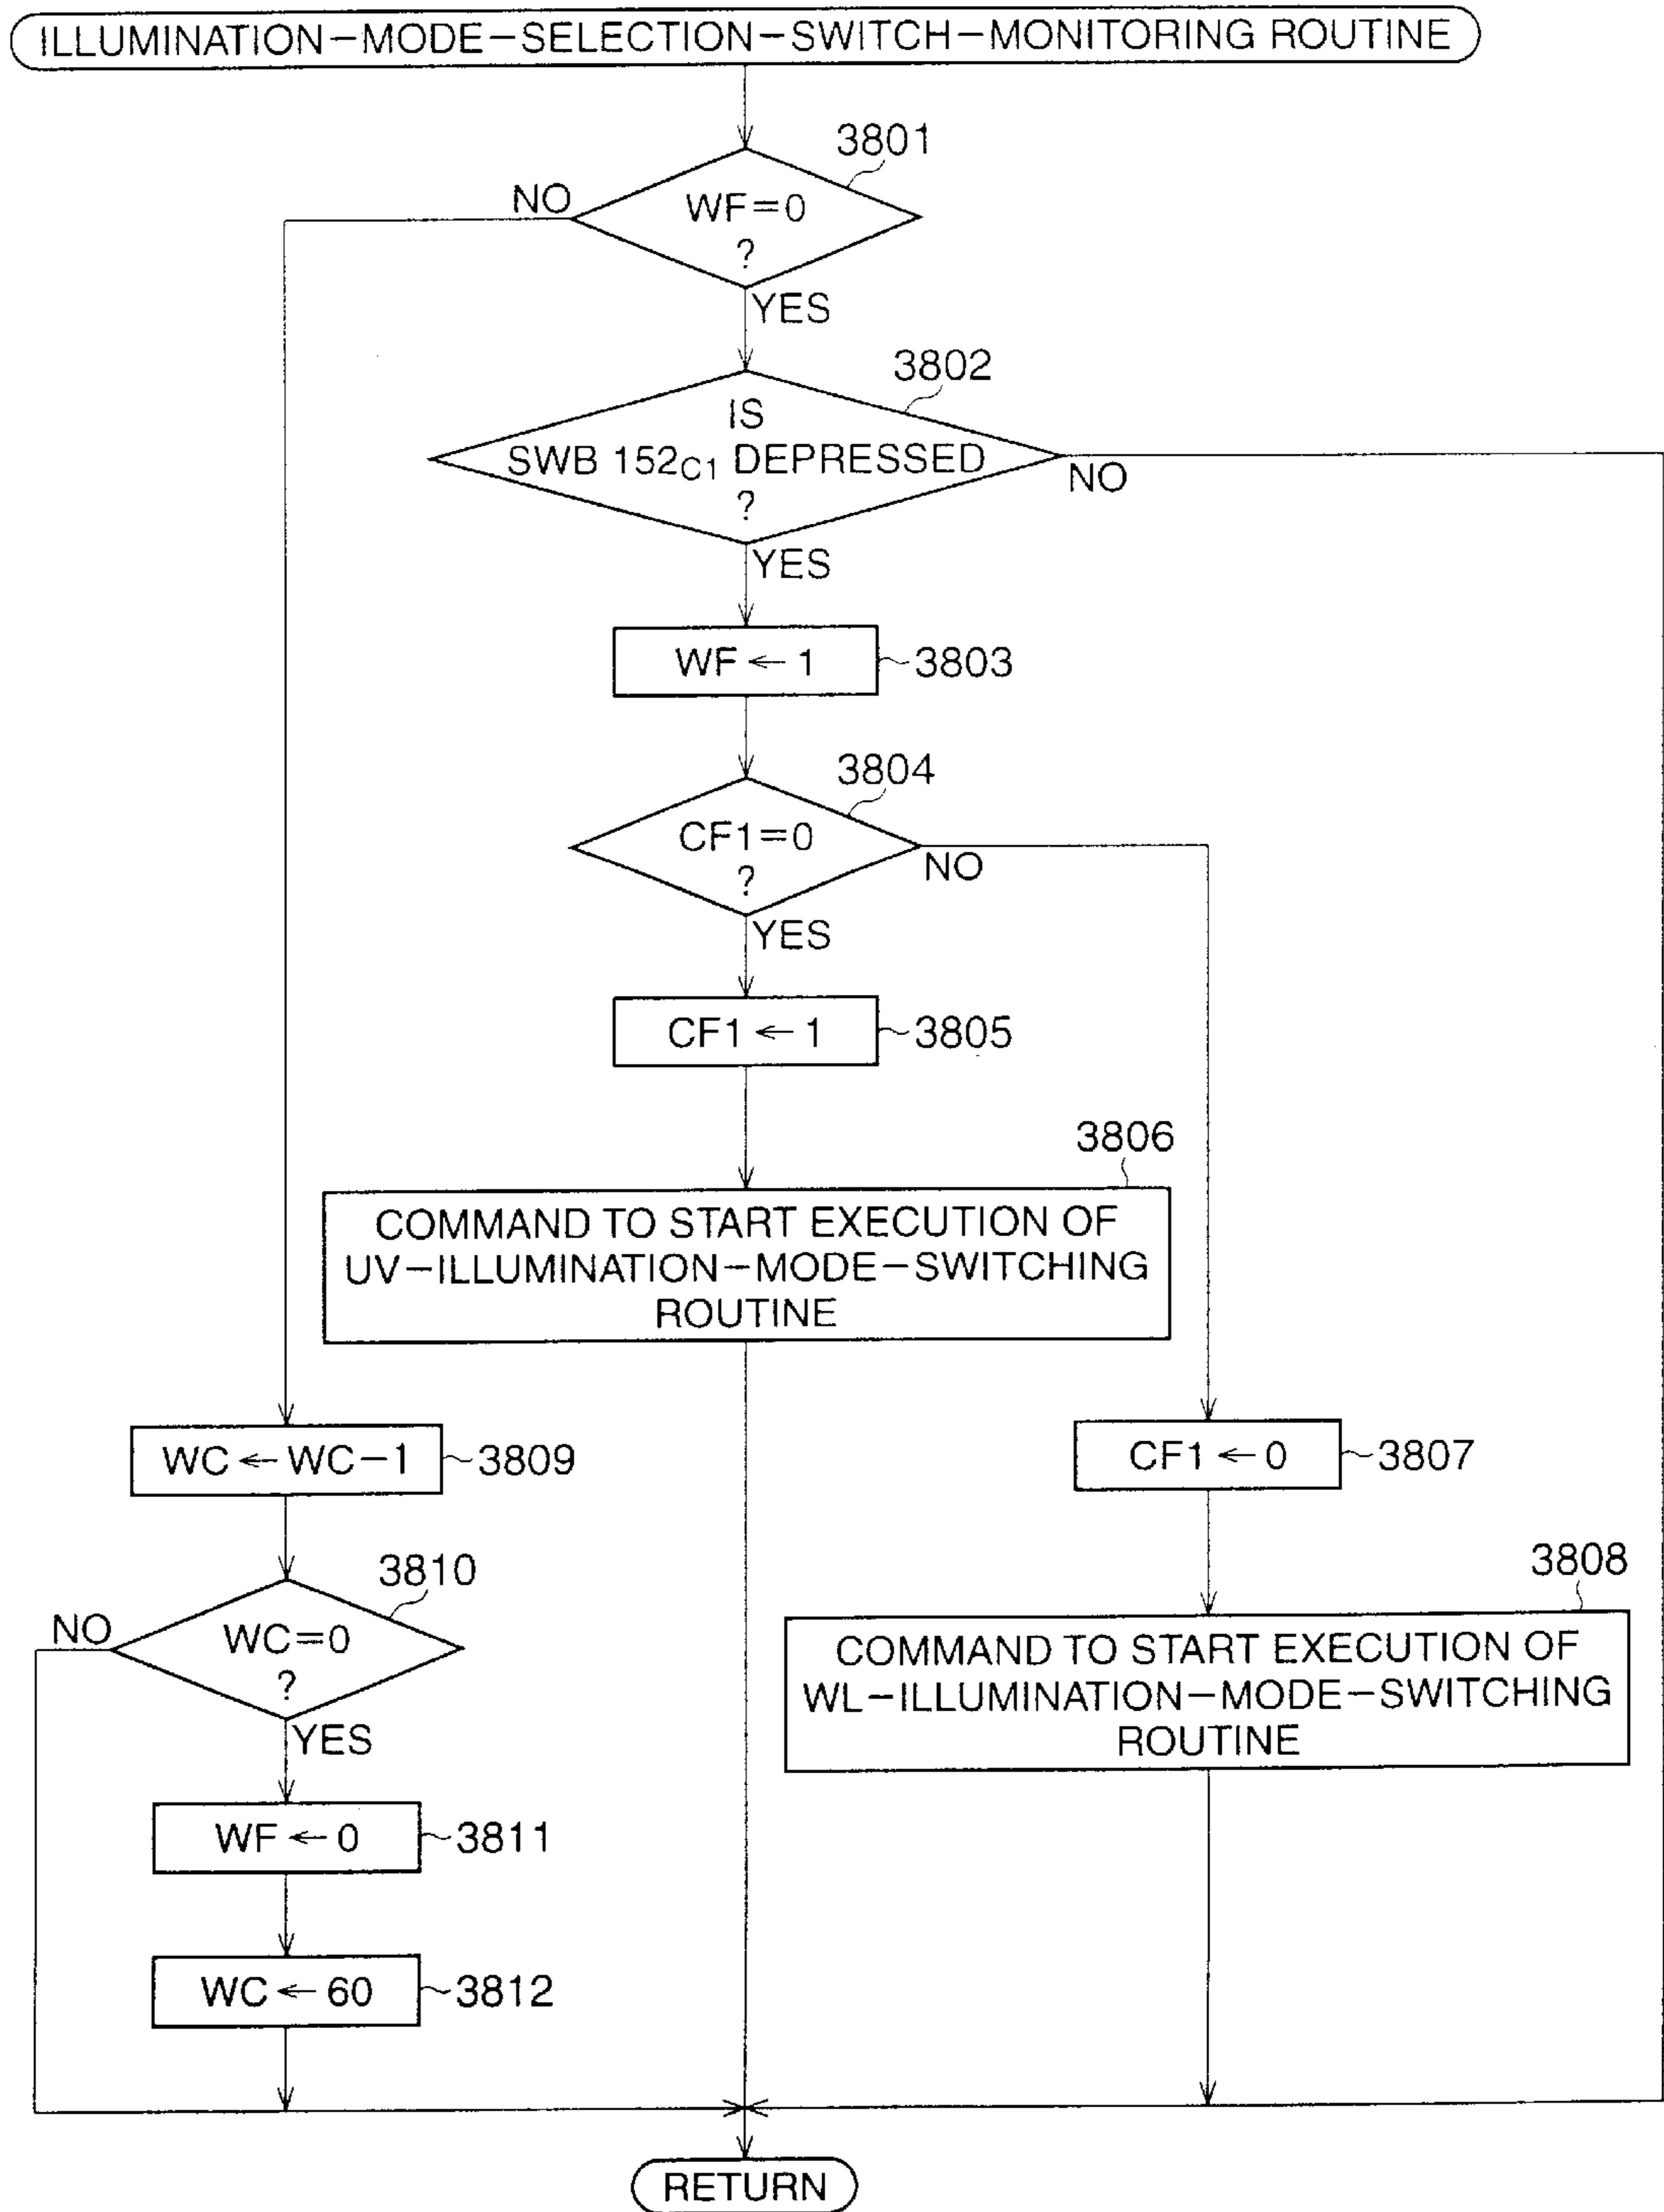 ILLUMINATION-MODE-SELECTION-SWITCH-MONITORING ROUTINE
3801
WF=0
?
NO
YES
3802
IS
SWB 152C1 DEPRESSED
?
NO
YES
WF ← 1
3803
3804
CF1=0
?
NO
YES
CF1 ← 1
3805
3806
COMMAND TO START EXECUTION OF
UV-ILLUMINATION-MODE-SWITCHING
ROUTINE
WC ← WC-1
3809
CF1 ← 0
3807
3810
WC=0
?
NO
YES
3808
COMMAND TO START EXECUTION OF
WL-ILLUMINATION-MODE-SWITCHING
ROUTINE
WF ← 0
3811
WC ← 60
3812
RETURN